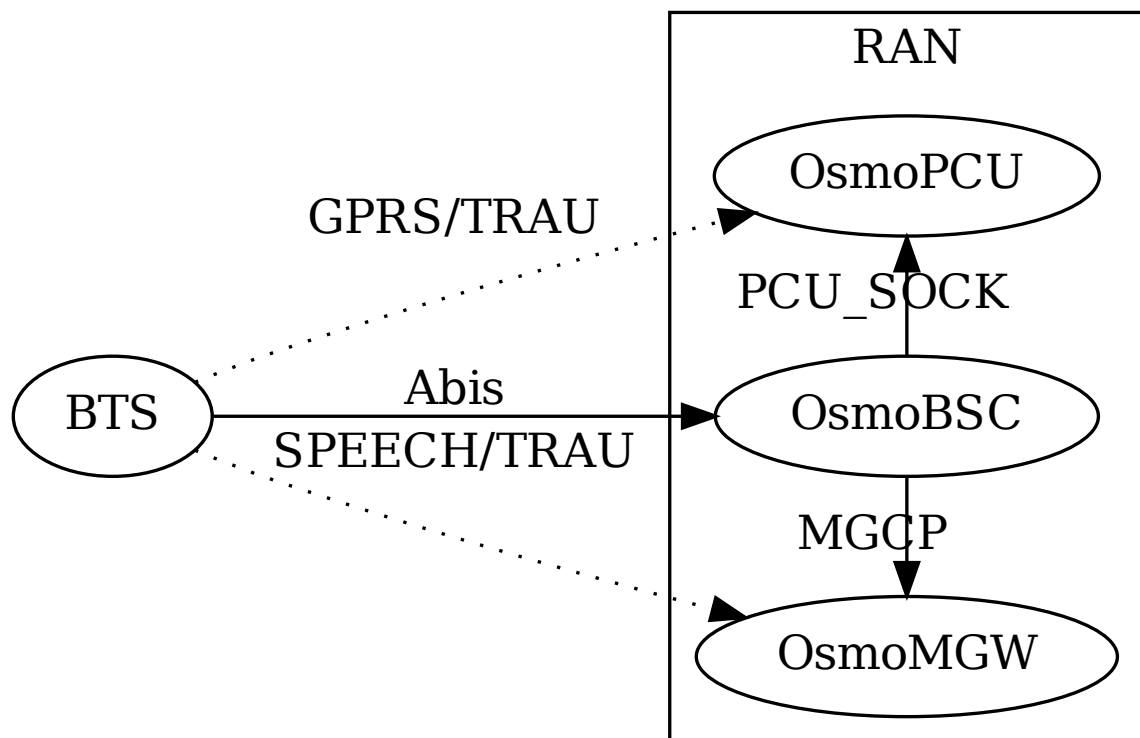 RAN
OsmoPCU
GPRS/TRAU
PCU_SOCK
Abis
BTS
OsmoBSC
SPEECH/TRAU
MGCP
OsmoMGW